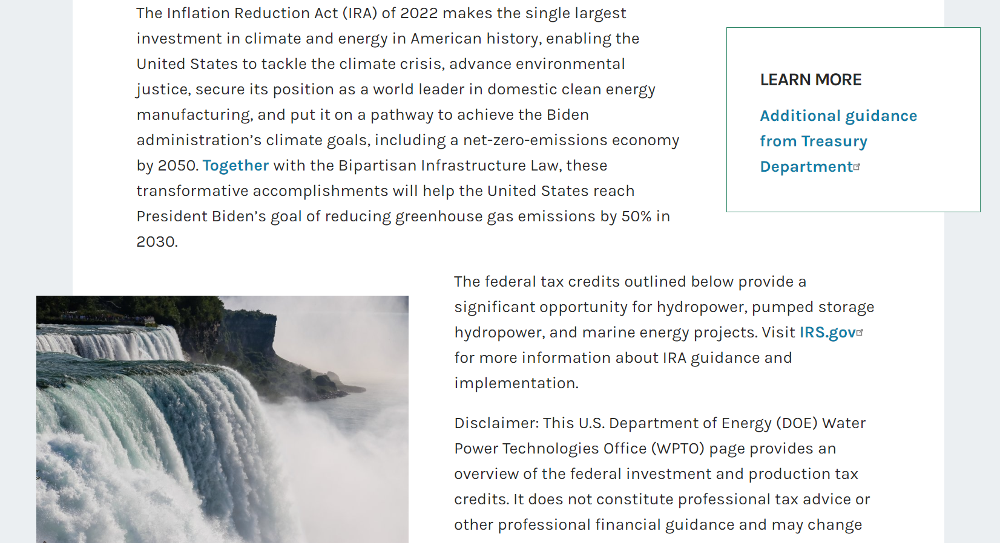 The Inflation Reduction Act (IRA) of 2022 makes the single largest
investment in climate and energy in American history, enabling the
United States to tackle the climate crisis, advance environmental
justice, secure its position as a world leader in domestic clean energy
manufacturing, and put it on a pathway to achieve the Biden
administration’s climate goals, including a net-zero-emissions economy
by 2050. Together with the Bipartisan Infrastructure Law, these
transformative accomplishments will help the United States reach
President Biden’s goal of reducing greenhouse gas emissions by 50% in
2030.
LEARN MORE
Additional guidance
from Treasury
Department
The federal tax credits outlined below provide a
significant opportunity for hydropower, pumped storage
hydropower, and marine energy projects. Visit IRS.gov
for more information about IRA guidance and
implementation.
Disclaimer: This U.S. Department of Energy (DOE) Water
Power Technologies Office (WPTO) page provides an
overview of the federal investment and production tax
credits. It does not constitute professional tax advice or
other professional financial guidance and may change